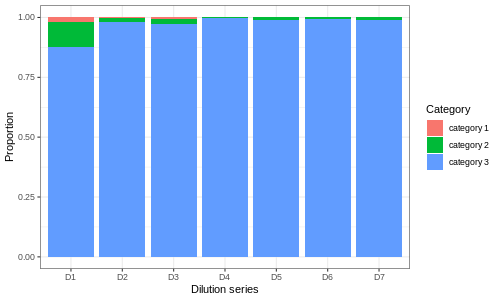 1.00
0.75
0.50
0.25
0.00
Proportion
D1 D2 D3 D4 D5 D6 D7
Dilution series
Category
category 1
category 2
category 3